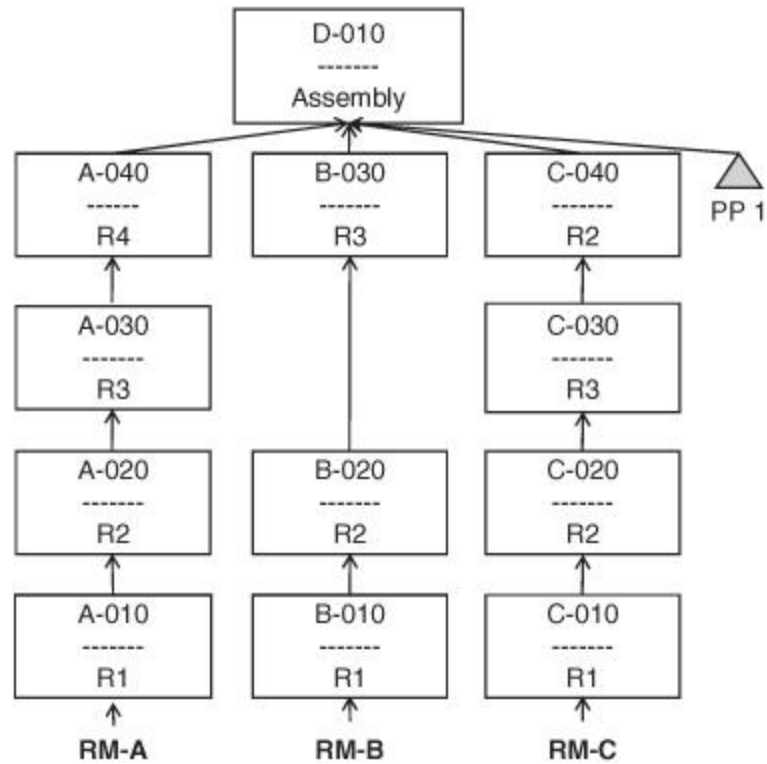 D-010
-------
Assembly
A-040
------
R4
B-030
-------
R3
C-040
-------
R2
PP 1
A-030
-------
R3
C-030
-------
R3
A-020
-------
R2
B-020
-------
R2
C-020
-------
R2
A-010
-------
R1
B-010
-------
R1
C-010
-------
R1
RM-A
RM-B
RM-C